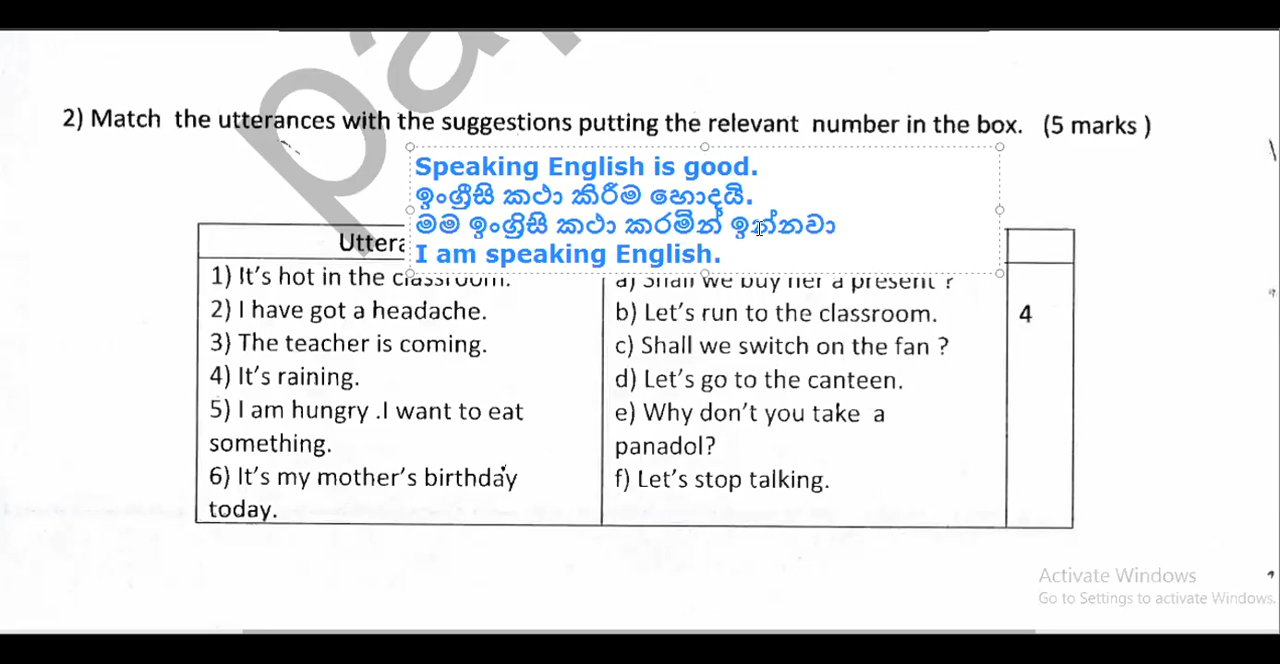 2) Match the utterances with the suggestions putting the relevant number in the box. (5 marks )
Speaking English is good.
ඉංග්‍රීසි කථා කිරීම හොදයි.
මම ඉංග්‍රිසි කථා කරමින් ඉන්නවා
I am speaking English.
Uttera
1) It's hot in the classroom.
2) I have got a headache.
3) The teacher is coming.
4) It's raining.
5) I am hungry .I want to eat
something.
6) It's my mother's birthday
today.
a) Shall we buy her a present ?
b) Let's run to the classroom.
c) Shall we switch on the fan ?
d) Let's go to the canteen.
e) Why don't you take a
panadol?
f) Let's stop talking.
4
Activate Windows
Go to Settings to activate Windows.